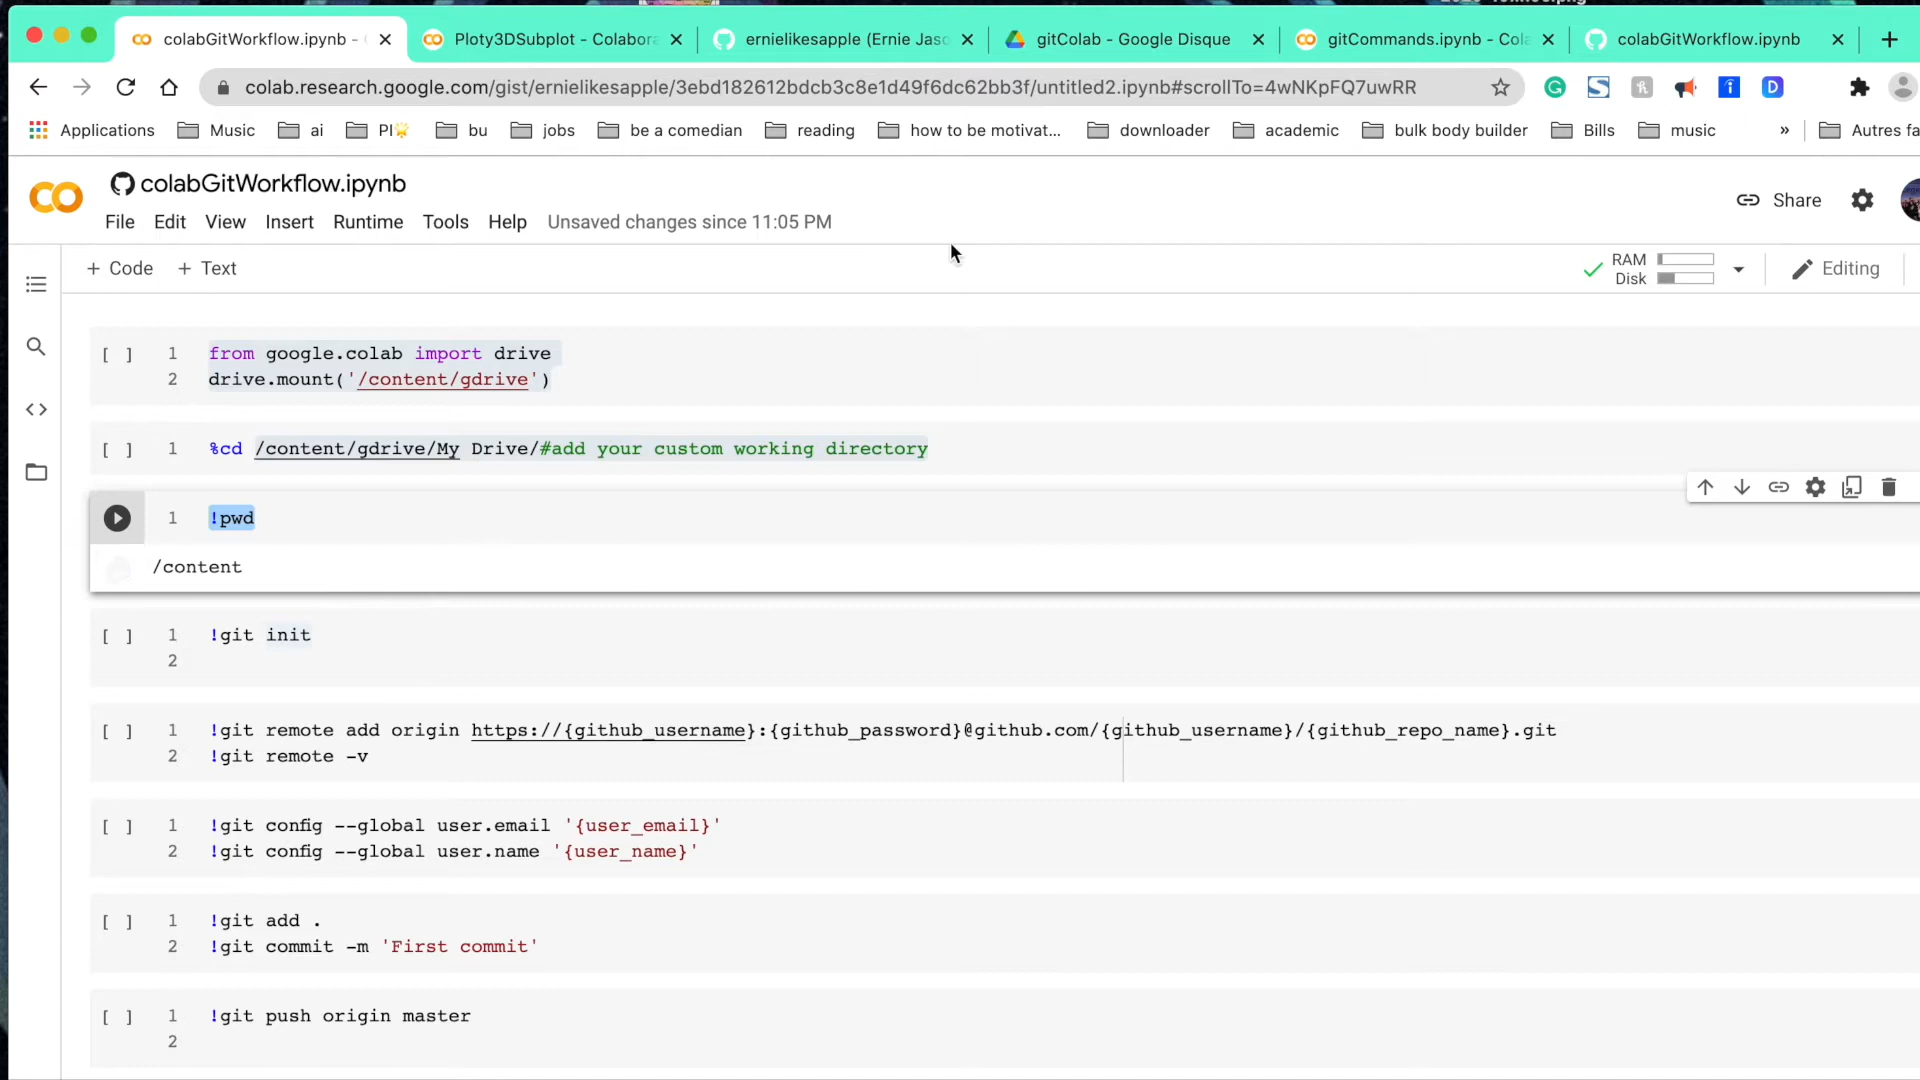 colabGitWorkflow.ipynb -
Ploty3DSubplot - Colabora
ernielikesapple (Ernie Jaso
gitColab - Google Disque
gitCommands.ipynb - Cola
colabGitWorkflow.ipynb
colab.research.google.com/gist/ernielikesapple/3ebd182612bdcb3c8e1d49f6dc62bb3f/untitled2.ipynb#scrollTo=4wNKpFQ7uwRR
Applications Music ai PI bu jobs be a comedian reading how to be motivat... downloader academic bulk body builder Bills music » Autres fa
colabGitWorkflow.ipynb
Share
File Edit View Insert Runtime Tools Help Unsaved changes since 11:05 PM
+ Code + Text
RAM
Disk
Editing
[ ] 1 from google.colab import drive
2 drive.mount('/content/gdrive')
[ ] 1 %cd /content/gdrive/My Drive/#add your custom working directory
1 !pwd
/content
[ ] 1 !git init
2
[ ] 1 !git remote add origin https://{github_username}:{github_password}@github.com/{github_username}/{github_repo_name}.git
2 !git remote -v
[ ] 1 !git config --global user.email '{user_email}'
2 !git config --global user.name '{user_name}'
[ ] 1 !git add .
2 !git commit -m 'First commit'
[ ] 1 !git push origin master
2